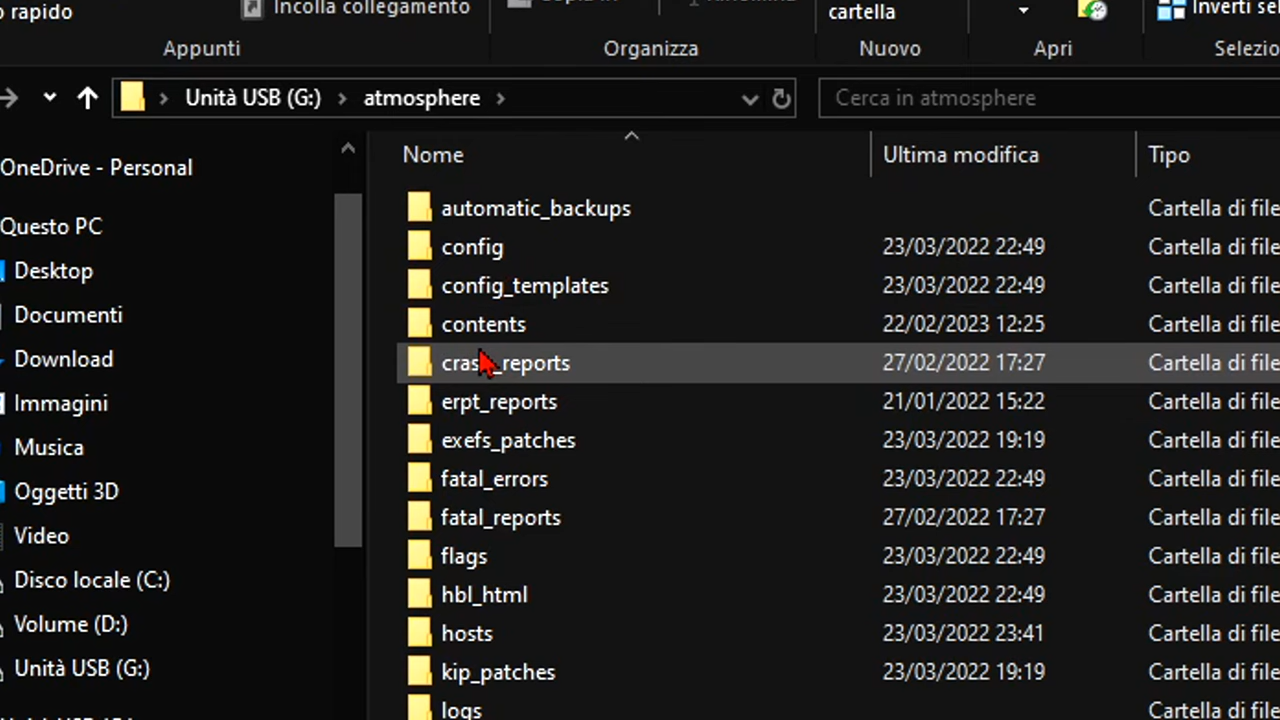 o rapido
Incolla collegamento
cartella
Inverti sel
Appunti
Organizza
Nuovo
Apri
Selezio
Unità USB (G:) > atmosphere >
Cerca in atmosphere
Nome
Ultima modifica
Tipo
OneDrive - Personal
Questo PC
Desktop
Documenti
Download
Immagini
Musica
Oggetti 3D
Video
Disco locale (C:)
Volume (D:)
Unità USB (G:)
automatic_backups Cartella di file
config 23/03/2022 22:49 Cartella di file
config_templates 23/03/2022 22:49 Cartella di file
contents 22/02/2023 12:25 Cartella di file
crash_reports 27/02/2022 17:27 Cartella di file
erpt_reports 21/01/2022 15:22 Cartella di file
exefs_patches 23/03/2022 19:19 Cartella di file
fatal_errors 23/03/2022 22:49 Cartella di file
fatal_reports 27/02/2022 17:27 Cartella di file
flags 23/03/2022 22:49 Cartella di file
hbl_html 23/03/2022 22:49 Cartella di file
hosts 23/03/2022 23:41 Cartella di file
kip_patches 23/03/2022 19:19 Cartella di file
logs